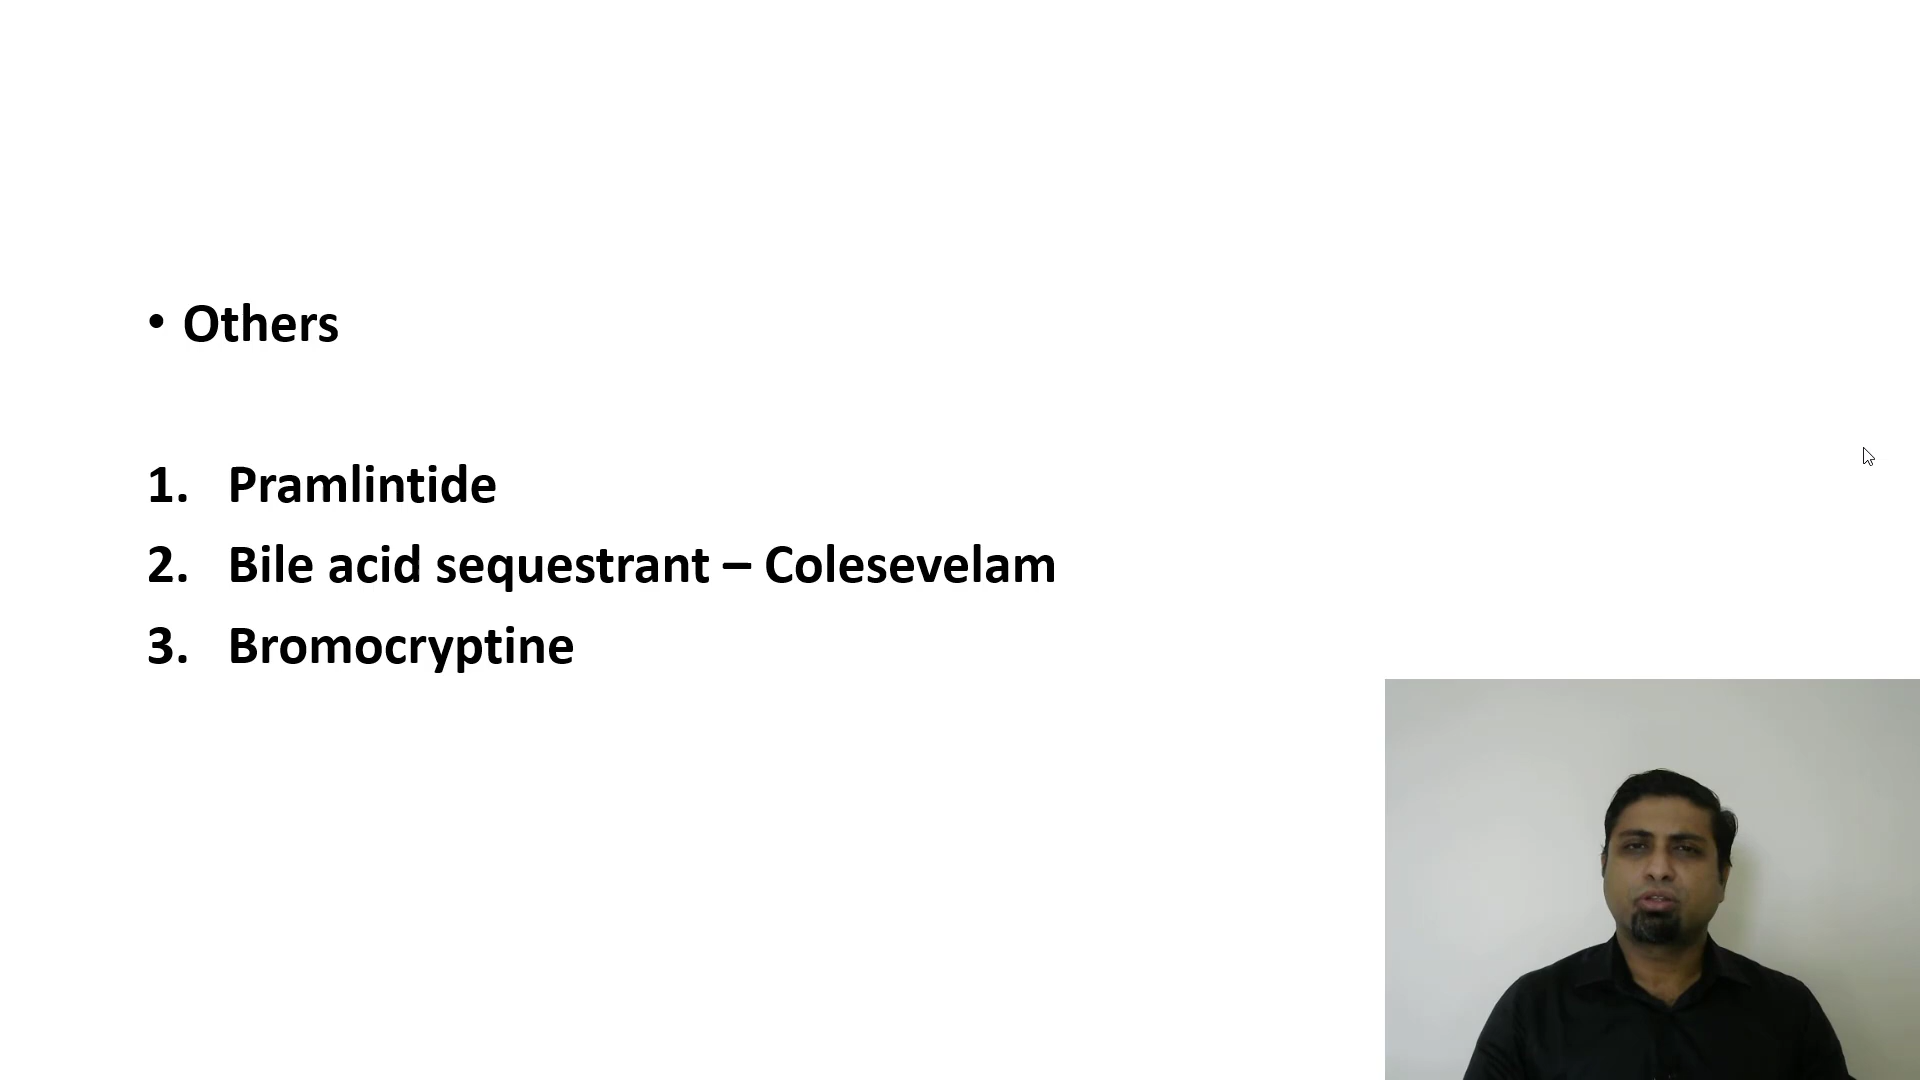 • Others
1. Pramlintide
2. Bile acid sequestrant – Colesevelam
3. Bromocryptine